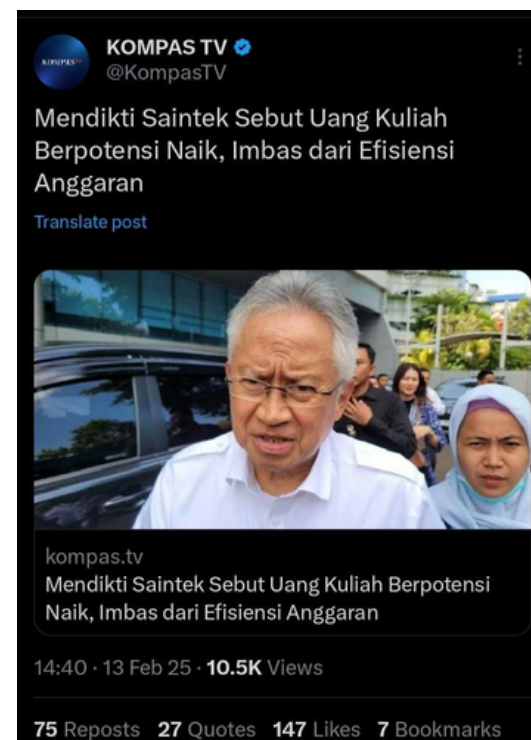 KOMPAS TV
@KompasTV
Mendikti Saintek Sebut Uang Kuliah
Berpotensi Naik, Imbas dari Efisiensi
Anggaran
Translate post
kompas.tv
Mendikti Saintek Sebut Uang Kuliah Berpotensi
Naik, Imbas dari Efisiensi Anggaran
14:40 · 13 Feb 25 · 10.5K Views
75 Reposts 27 Quotes 147 Likes 7 Bookmarks